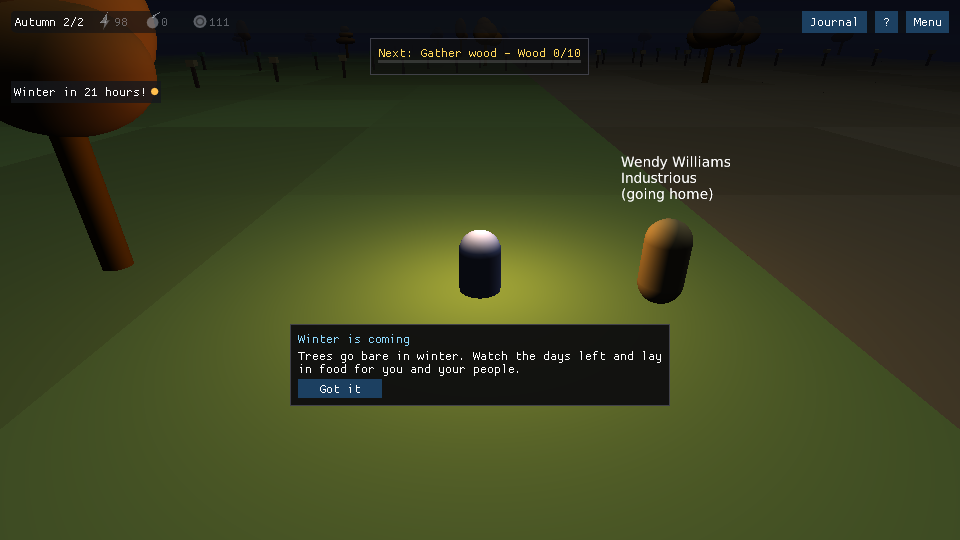 Autumn 2/2 98 0 111
Journal ? Menu
Next: Gather wood - Wood 0/10
Winter in 21 hours!
Wendy Williams
Industrious
(going home)
Winter is coming
Trees go bare in winter. Watch the days left and lay
in food for you and your people.
Got it